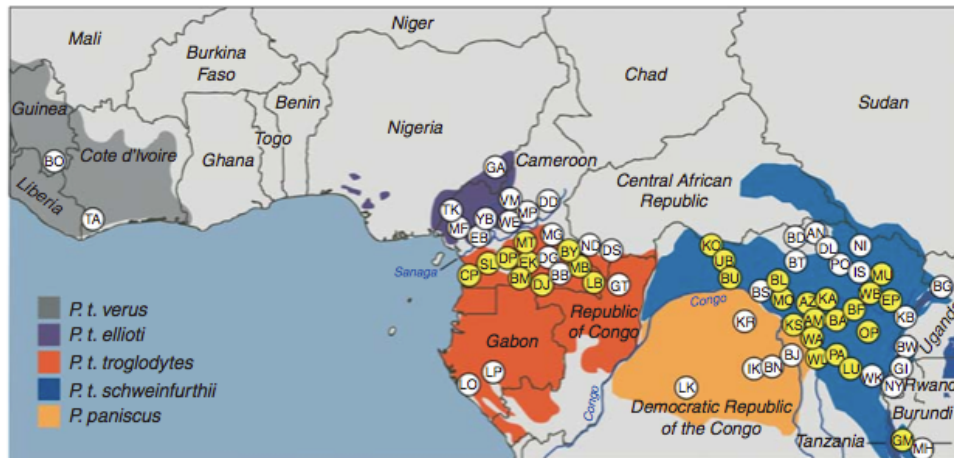 Mali
Niger
Burkina
Faso
Chad
Sudan
Guinea
Benin
Nigeria
Togo
Cote d'Ivoire
Ghana
Cameroon
Central African
Republic
Liberia
BO
TA
GA
VM
DD
TK
YB
WE
MP
MF
EB
MT
MG
BY
ND
DS
Sanaga
CP
SL
DP
EK
DG
BB
MB
BM
DJ
LB
GT
KO
UB
BU
BD
AN
DL
NI
BT
PO
IS
MU
BS
BL
MO
AZ
KA
WB
EP
BF
BG
KB
Congo
KR
KS
AM
BA
OP
WA
Uganda
BW
Gabon
Republic
of Congo
LO
LP
Congo
LK
IK
BN
BJ
WL
PA
LU
WK
GI
NY
Rwanda
Burundi
Democratic Republic
of the Congo
Tanzania
GM
MH
P. t. verus
P. t. ellioti
P. t. troglodytes
P. t. schweinfurthii
P. paniscus